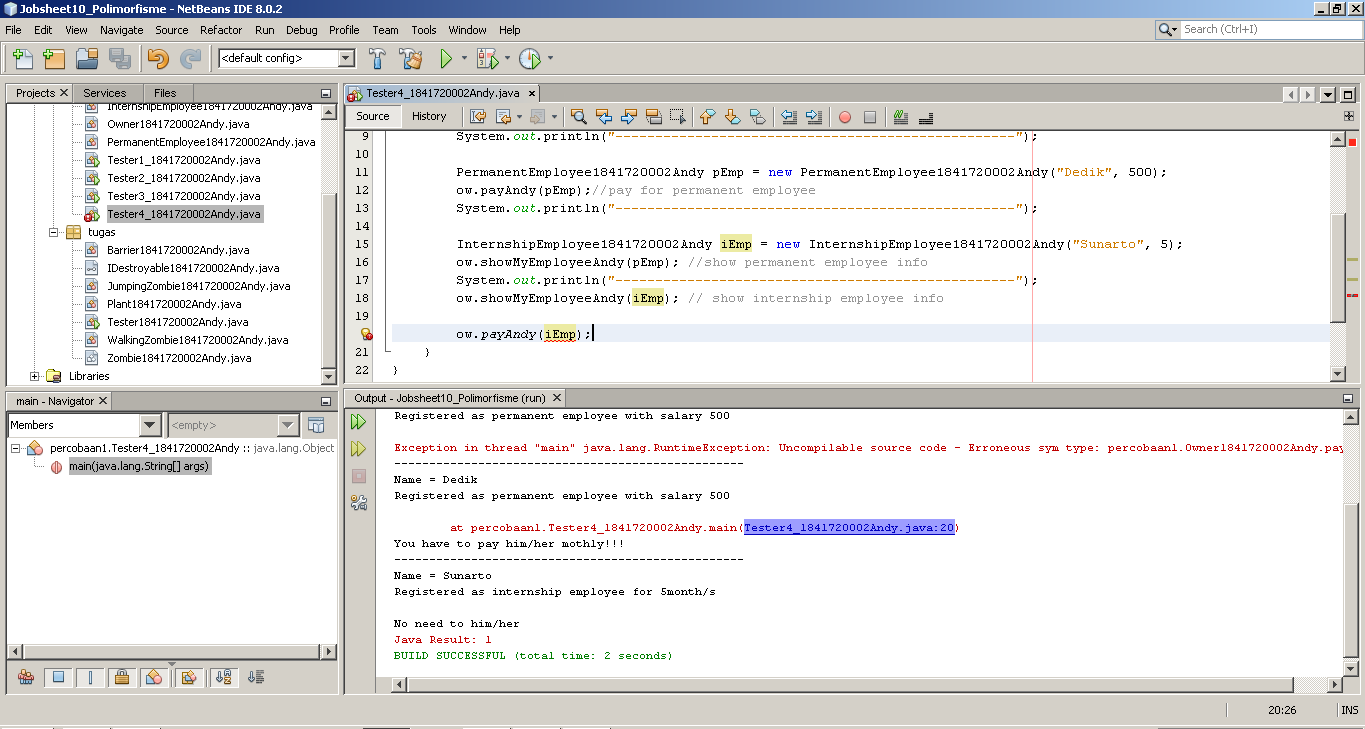 Jobsheet10_Polimorfisme - NetBeans IDE 8.0.2
File Edit View Navigate Source Refactor Run Debug Profile Team Tools Window Help
Search (Ctrl+I)
<default config>
Projects Services Files
InternshipEmployee1841720002Andy.java
Owner1841720002Andy.java
PermanentEmployee1841720002Andy.java
Tester1_1841720002Andy.java
Tester2_1841720002Andy.java
Tester3_1841720002Andy.java
Tester4_1841720002Andy.java
tugas
Barrier1841720002Andy.java
IDestroyable1841720002Andy.java
JumpingZombie1841720002Andy.java
Plant1841720002Andy.java
Tester1841720002Andy.java
WalkingZombie1841720002Andy.java
Zombie1841720002Andy.java
Libraries
main - Navigator
Members <empty>
percobaan1.Tester4_1841720002Andy :: java.lang.Object
main(java.lang.String[] args)
Tester4_1841720002Andy.java
Source History
9 System.out.println("--------------------------------------------------");
10
11 PermanentEmployee1841720002Andy pEmp = new PermanentEmployee1841720002Andy("Dedik", 500);
12 ow.payAndy(pEmp);//pay for permanent employee
13 System.out.println("--------------------------------------------------");
14
15 InternshipEmployee1841720002Andy iEmp = new InternshipEmployee1841720002Andy("Sunarto", 5);
16 ow.showMyEmployeeAndy(pEmp); //show permanent employee info
17 System.out.println("--------------------------------------------------");
18 ow.showMyEmployeeAndy(iEmp); // show internship employee info
19
ow.payAndy(iEmp);
21 }
22 }
Output - Jobsheet10_Polimorfisme (run)
Registered as permanent employee with salary 500
Exception in thread "main" java.lang.RuntimeException: Uncompilable source code - Erroneous sym type: percobaan1.Owner1841720002Andy.pay
--------------------------------------------------
Name = Dedik
Registered as permanent employee with salary 500
at percobaan1.Tester4_1841720002Andy.main(Tester4_1841720002Andy.java:20)
You have to pay him/her mothly!!!
--------------------------------------------------
Name = Sunarto
Registered as internship employee for 5month/s
No need to him/her
Java Result: 1
BUILD SUCCESSFUL (total time: 2 seconds)
20:26 INS